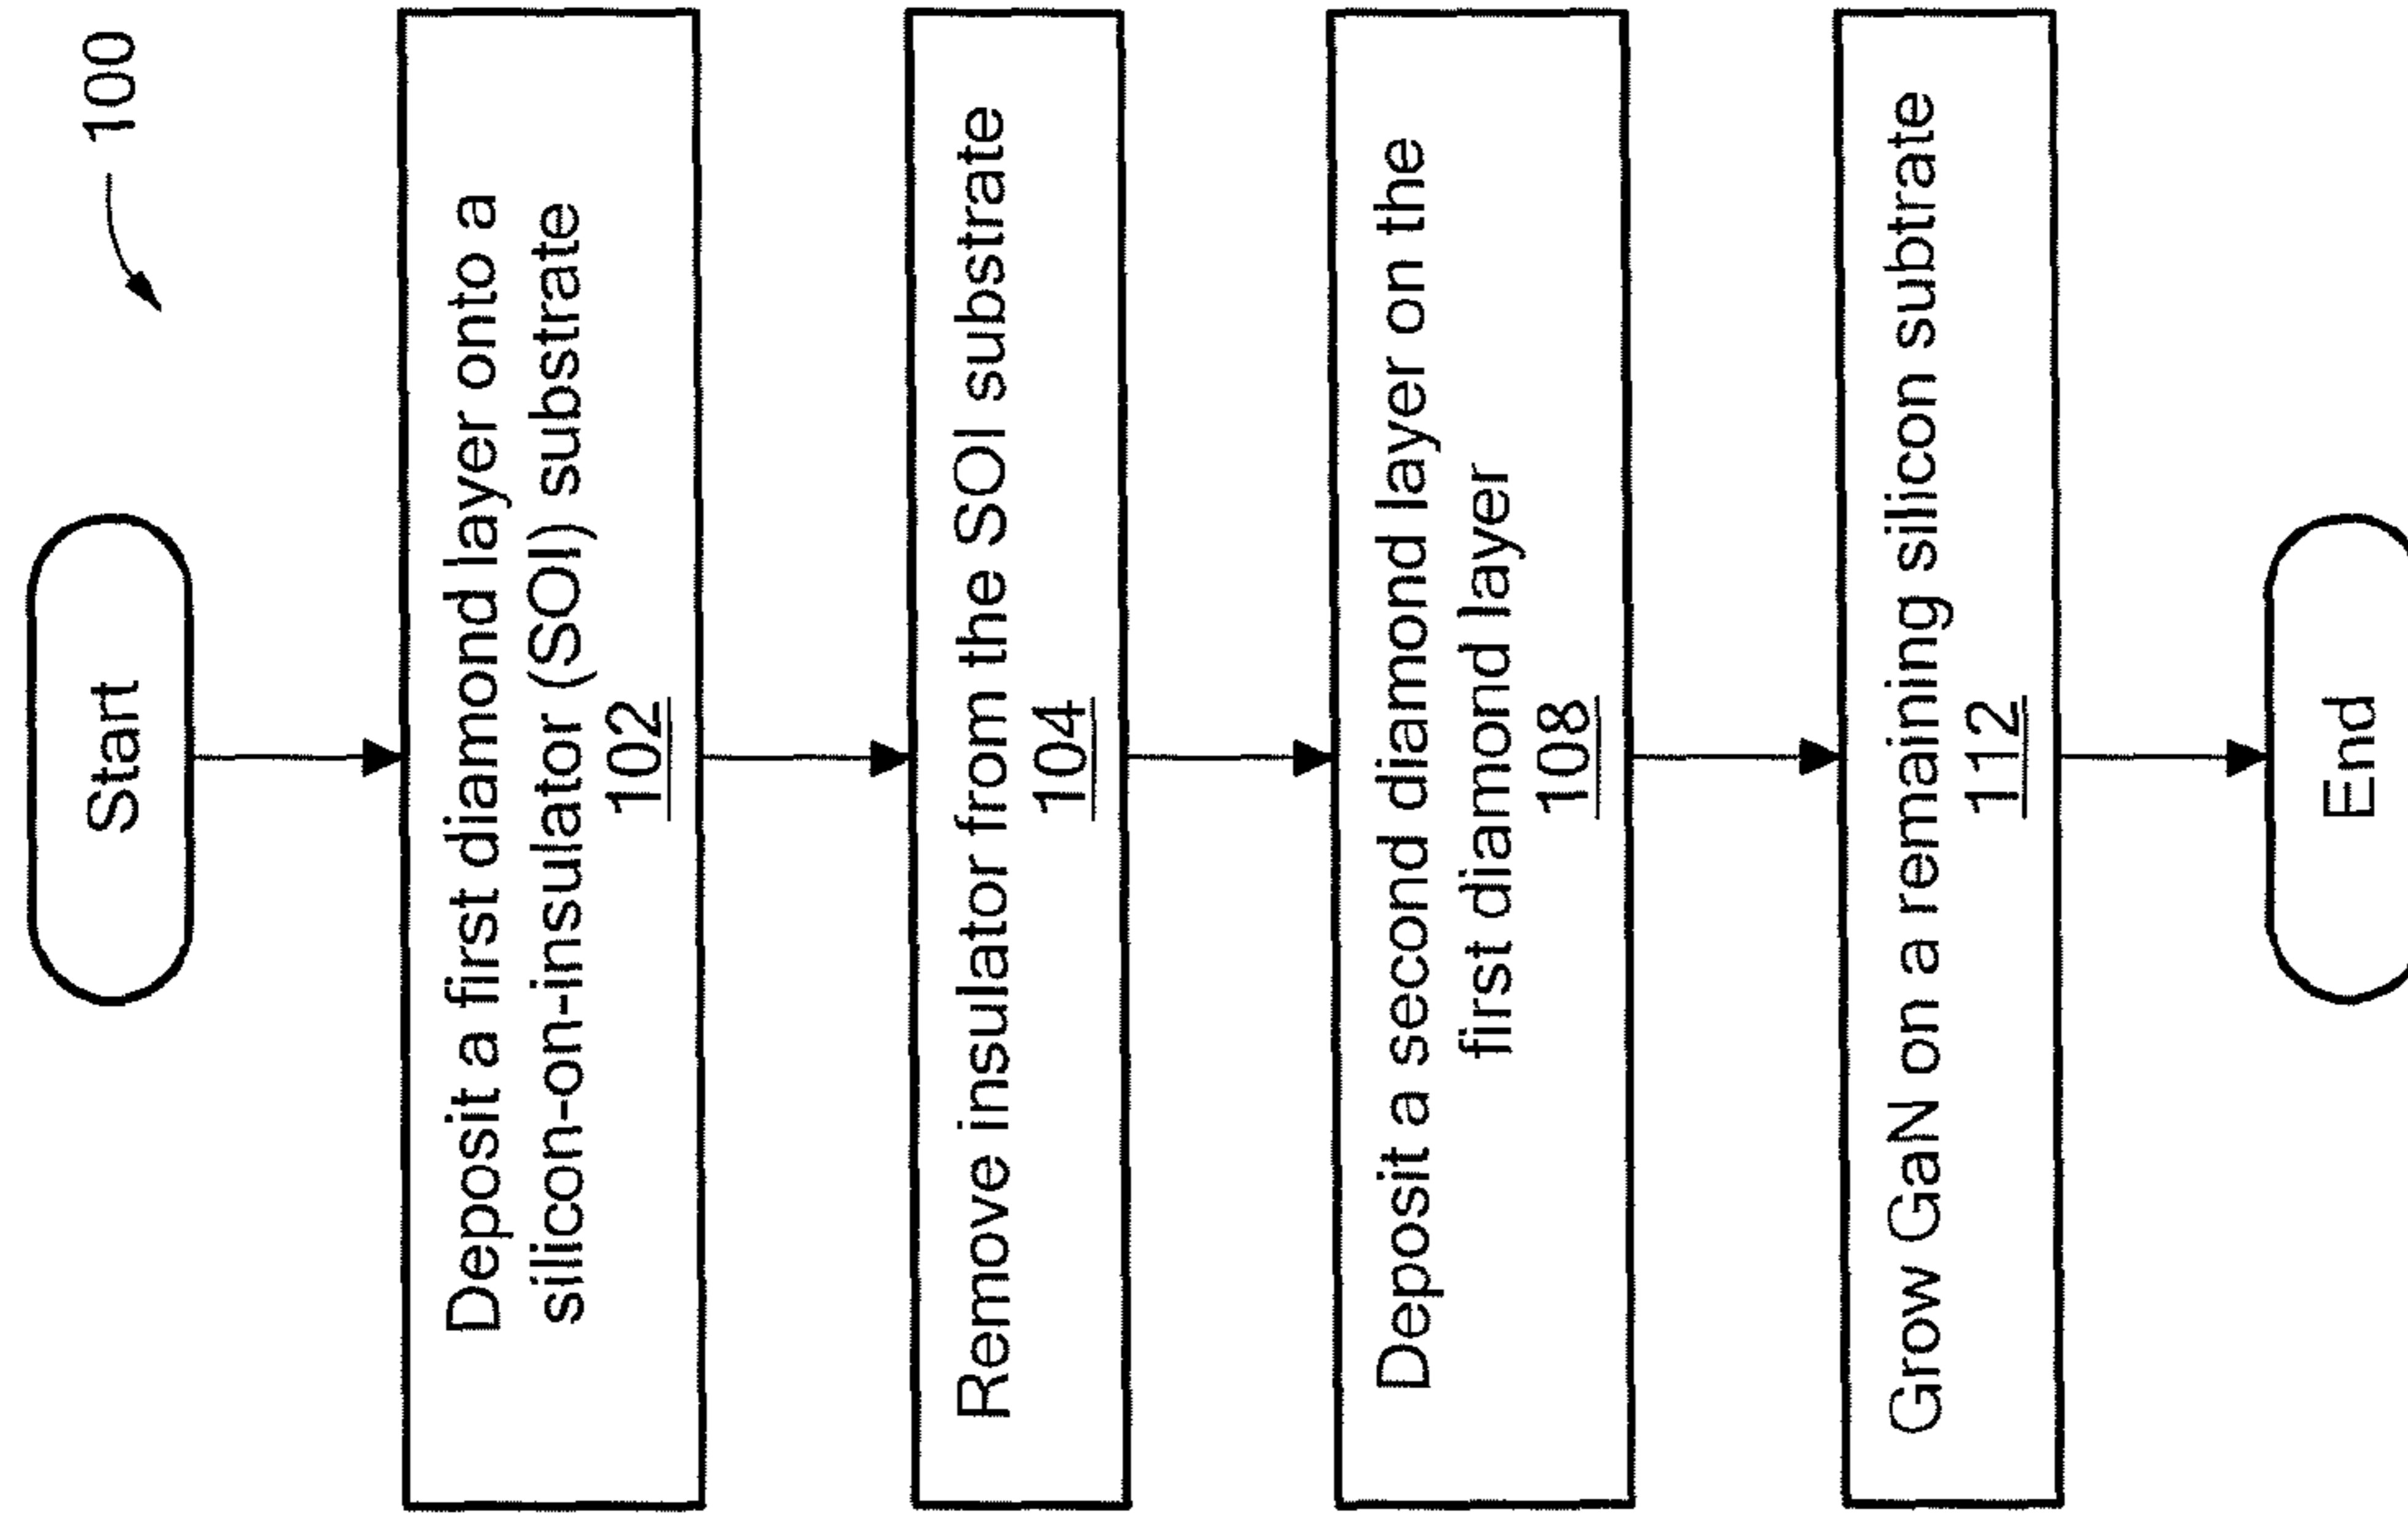 100
Start
Deposit a first diamond layer onto a
silicon-on-insulator (SOI) substrate
102
Remove insulator from the SOI substrate
104
Deposit a second diamond layer on the
first diamond layer
108
Grow GaN on a remaining silicon subtrate
112
End